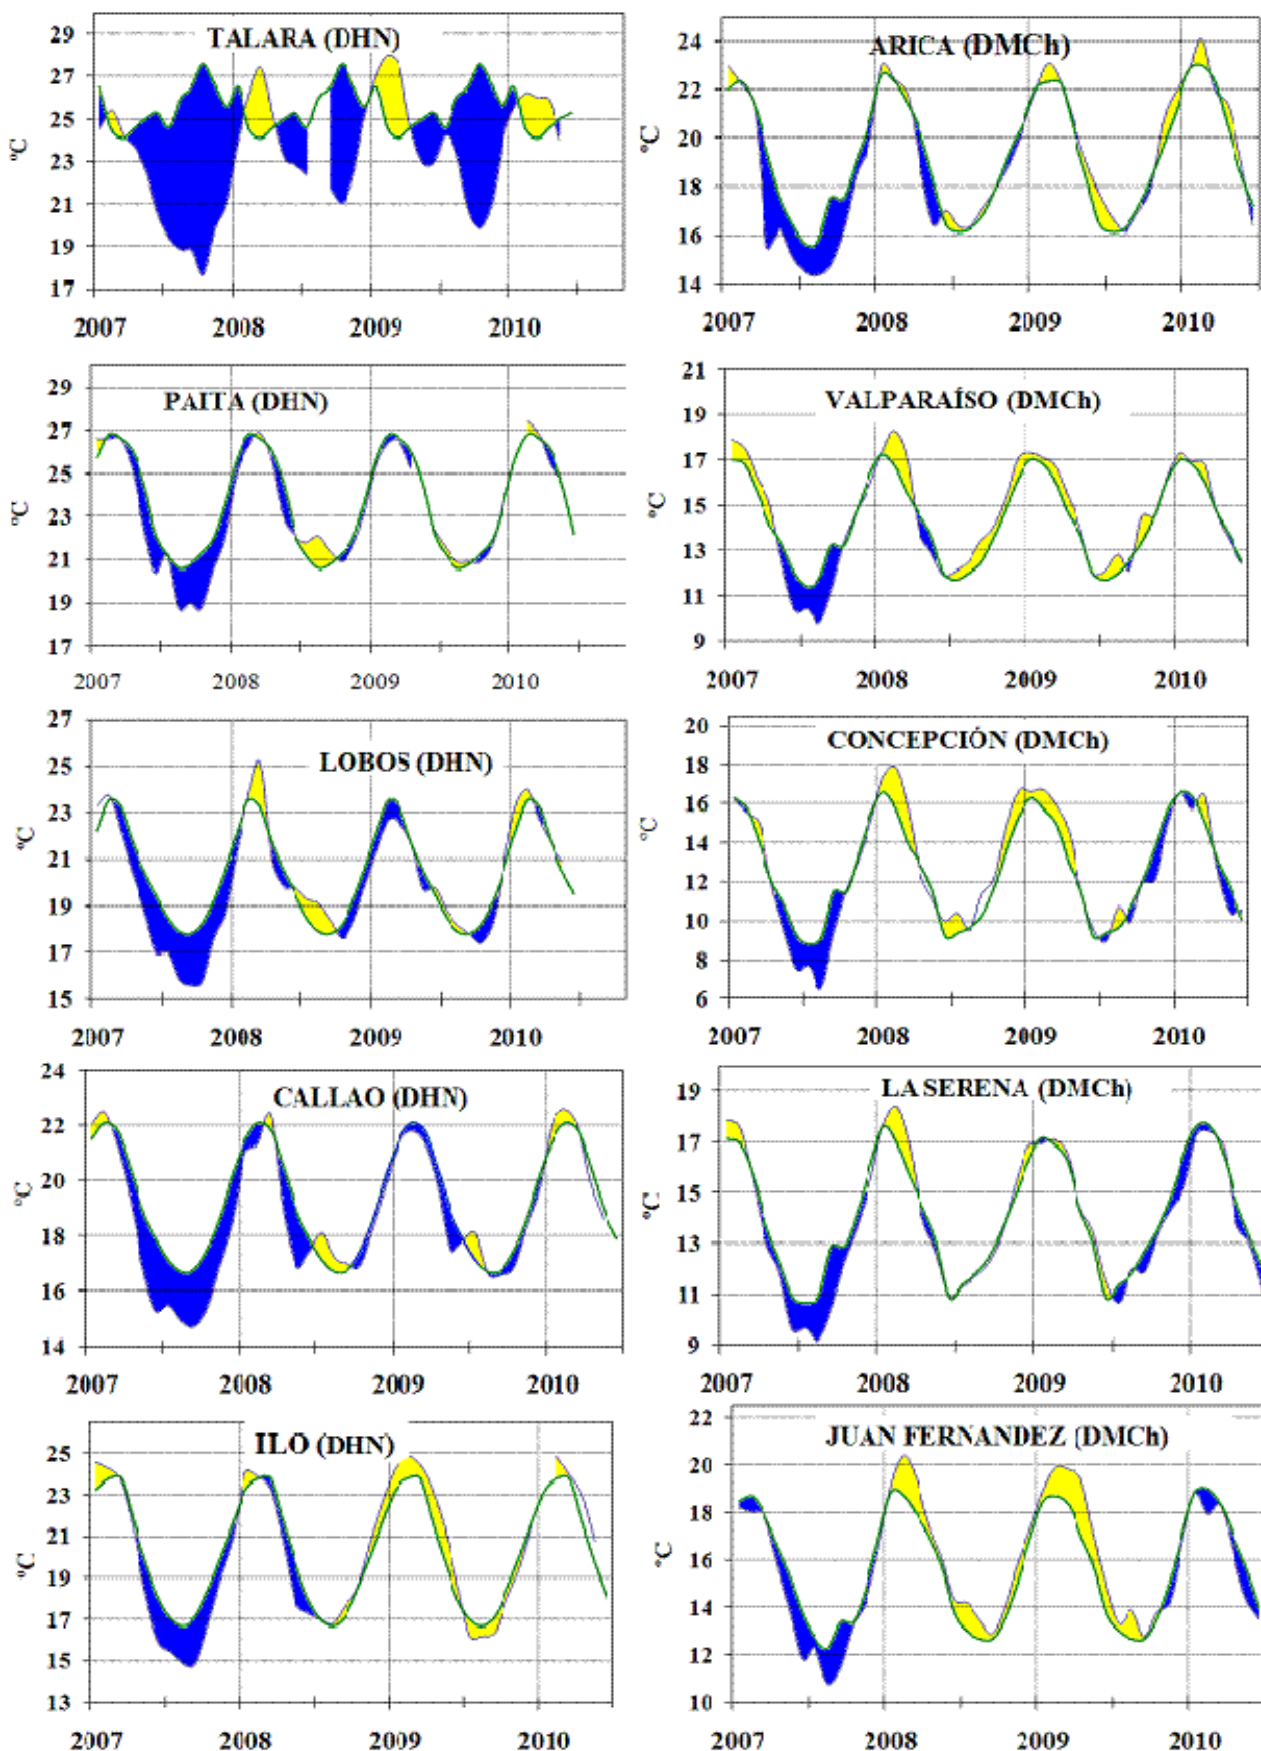 TALARA (DHN)
°C
29
27
25
23
21
19
17
2007 2008 2009 2010
ARICA (DMCh)
°C
24
22
20
18
16
14
2007 2008 2009 2010
PAITA (DHN)
°C
29
27
25
23
21
19
17
2007 2008 2009 2010
VALPARAÍSO (DMCh)
°C
21
19
17
15
13
11
9
2007 2008 2009 2010
LOBOS (DHN)
°C
27
25
23
21
19
17
15
2007 2008 2009 2010
CONCEPCIÓN (DMCh)
°C
20
18
16
14
12
10
8
6
2007 2008 2009 2010
CALLAO (DHN)
°C
24
22
20
18
16
14
2007 2008 2009 2010
LA SERENA (DMCh)
°C
19
17
15
13
11
9
2007 2008 2009 2010
ILO (DHN)
°C
25
23
21
19
17
15
13
2007 2008 2009 2010
JUAN FERNANDEZ (DMCh)
°C
22
20
18
16
14
12
10
2007 2008 2009 2010